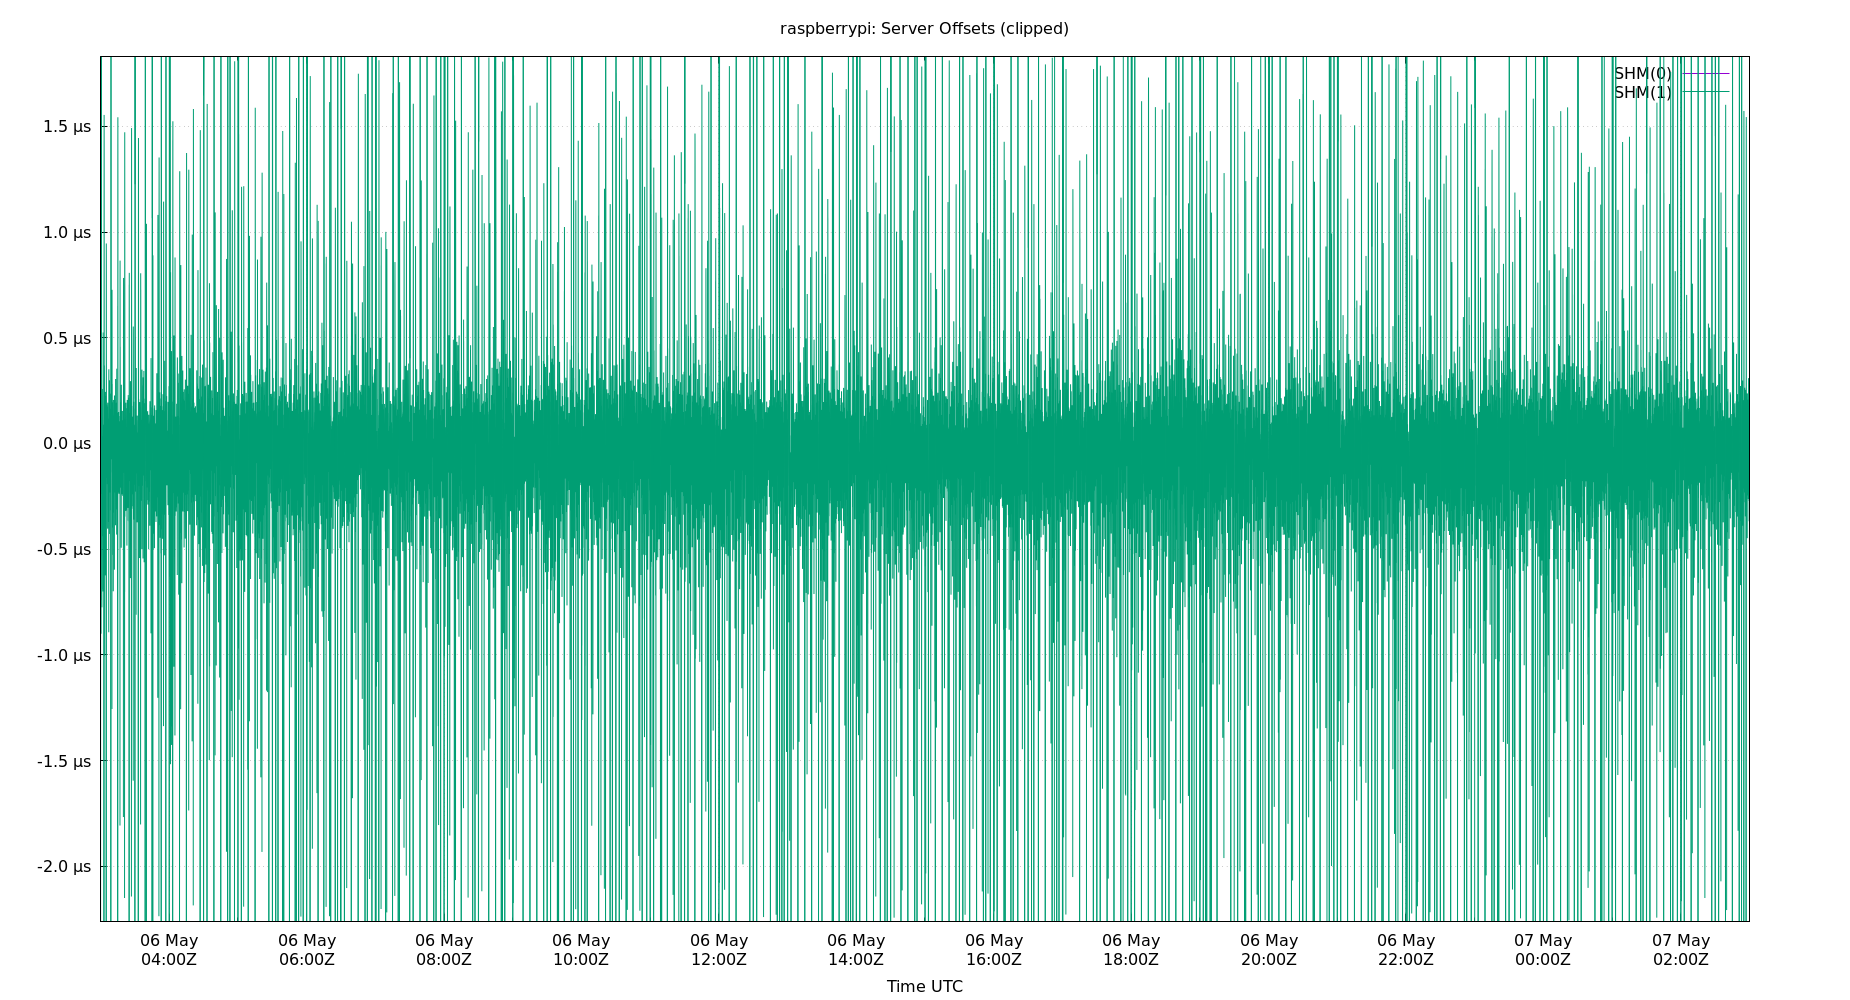 raspberrypi: Server Offsets (clipped)
SHM(0)
SHM(1)
1.5 µs
1.0 µs
0.5 µs
0.0 µs
-0.5 µs
-1.0 µs
-1.5 µs
-2.0 µs
06 May 06 May 06 May 06 May 06 May 06 May 06 May 06 May 06 May 06 May 07 May 07 May
04:00Z 06:00Z 08:00Z 10:00Z 12:00Z 14:00Z 16:00Z 18:00Z 20:00Z 22:00Z 00:00Z 02:00Z
Time UTC